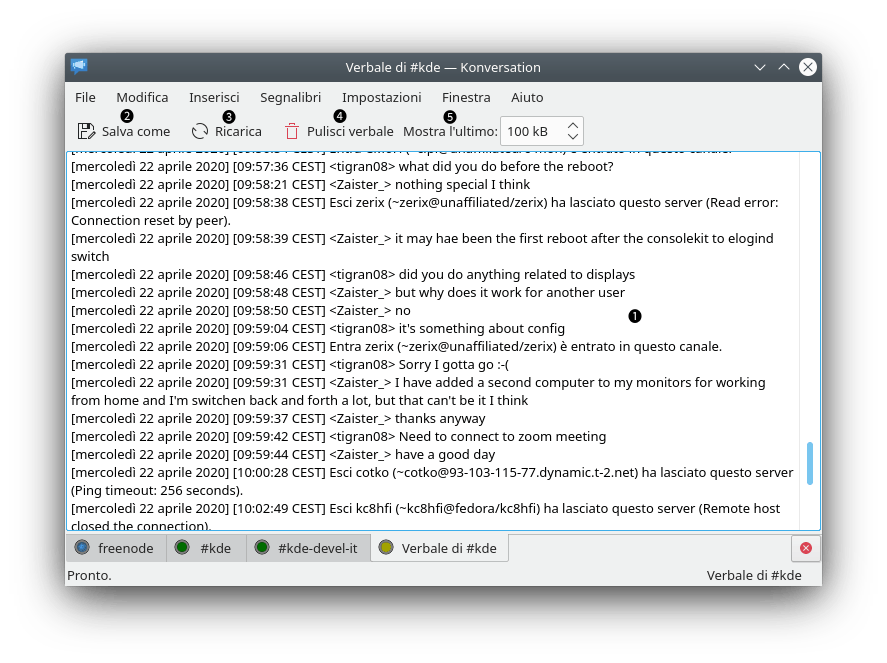 Verbale di #kde — Konversation
File Modifica Inserisci Segnalibri Impostazioni Finestra Aiuto
2 3 4 5
Salva come Ricarica Pulisci verbale Mostra l'ultimo: 100 kB
[mercoledì 22 aprile 2020] [09:57:36 CEST] <tigran08> what did you do before the reboot?
[mercoledì 22 aprile 2020] [09:58:21 CEST] <Zaister_> nothing special I think
[mercoledì 22 aprile 2020] [09:58:38 CEST] Esci zerix (~zerix@unaffiliated/zerix) ha lasciato questo server (Read error:
Connection reset by peer).
[mercoledì 22 aprile 2020] [09:58:39 CEST] <Zaister_> it may hae been the first reboot after the consolekit to elogind
switch
[mercoledì 22 aprile 2020] [09:58:46 CEST] <tigran08> did you do anything related to displays
[mercoledì 22 aprile 2020] [09:58:48 CEST] <Zaister_> but why does it work for another user
[mercoledì 22 aprile 2020] [09:58:50 CEST] <Zaister_> no
1
[mercoledì 22 aprile 2020] [09:59:04 CEST] <tigran08> it's something about config
[mercoledì 22 aprile 2020] [09:59:06 CEST] Entra zerix (~zerix@unaffiliated/zerix) è entrato in questo canale.
[mercoledì 22 aprile 2020] [09:59:31 CEST] <tigran08> Sorry I gotta go :-(
[mercoledì 22 aprile 2020] [09:59:31 CEST] <Zaister_> I have added a second computer to my monitors for working
from home and I'm switchen back and forth a lot, but that can't be it I think
[mercoledì 22 aprile 2020] [09:59:37 CEST] <Zaister_> thanks anyway
[mercoledì 22 aprile 2020] [09:59:42 CEST] <tigran08> Need to connect to zoom meeting
[mercoledì 22 aprile 2020] [09:59:44 CEST] <Zaister_> have a good day
[mercoledì 22 aprile 2020] [10:00:28 CEST] Esci cotko (~cotko@93-103-115-77.dynamic.t-2.net) ha lasciato questo server
(Ping timeout: 256 seconds).
[mercoledì 22 aprile 2020] [10:02:49 CEST] Esci kc8hfi (~kc8hfi@fedora/kc8hfi) ha lasciato questo server (Remote host
closed the connection).
freenode #kde #kde-devel-it Verbale di #kde
Pronto. Verbale di #kde